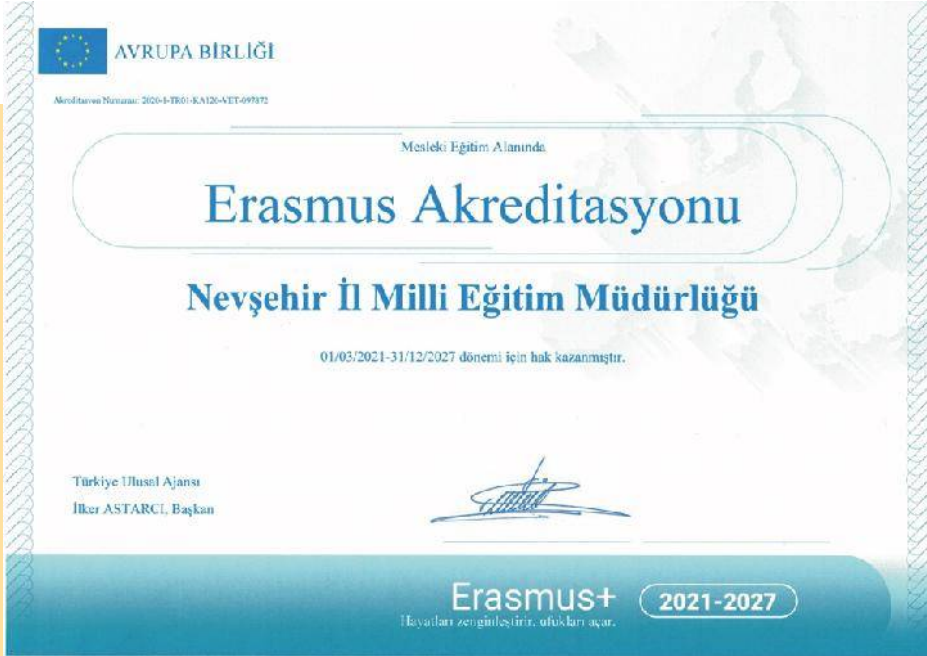 AVRUPA BİRLİĞİ
Akreditasyon Numarası: 2020-1-TR01-KA120-VET-097872
Mesleki Eğitim Alanında
Erasmus Akreditasyonu
Nevşehir İl Milli Eğitim Müdürlüğü
01/03/2021-31/12/2027 dönemi için hak kazanmıştır.
Türkiye Ulusal Ajansı
İlker ASTARCI, Başkan
Erasmus+
2021-2027
Hayatları zenginleştirir, ufukları açar.